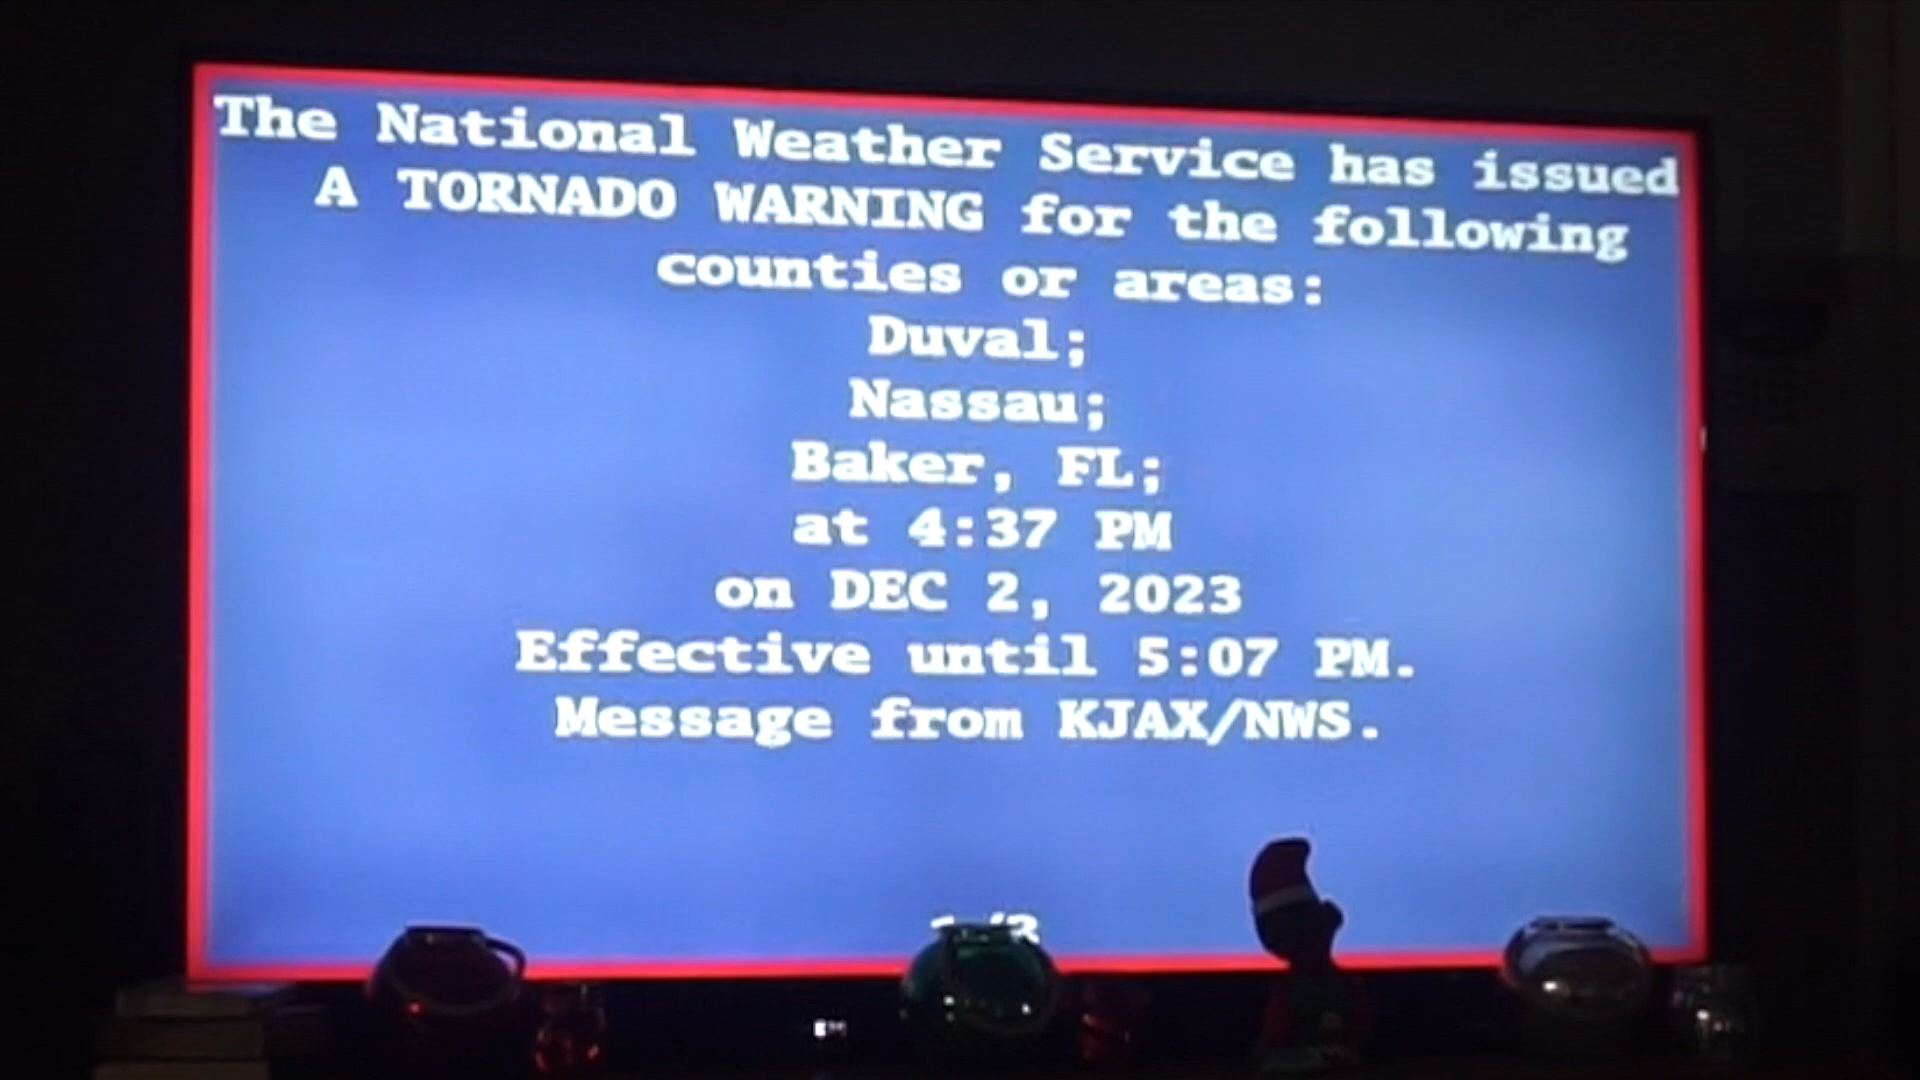 The National Weather Service has issued
A TORNADO WARNING for the following
counties or areas:
Duval;
Nassau;
Baker, FL;
at 4:37 PM
on DEC 2, 2023
Effective until 5:07 PM.
Message from KJAX/NWS.
/3